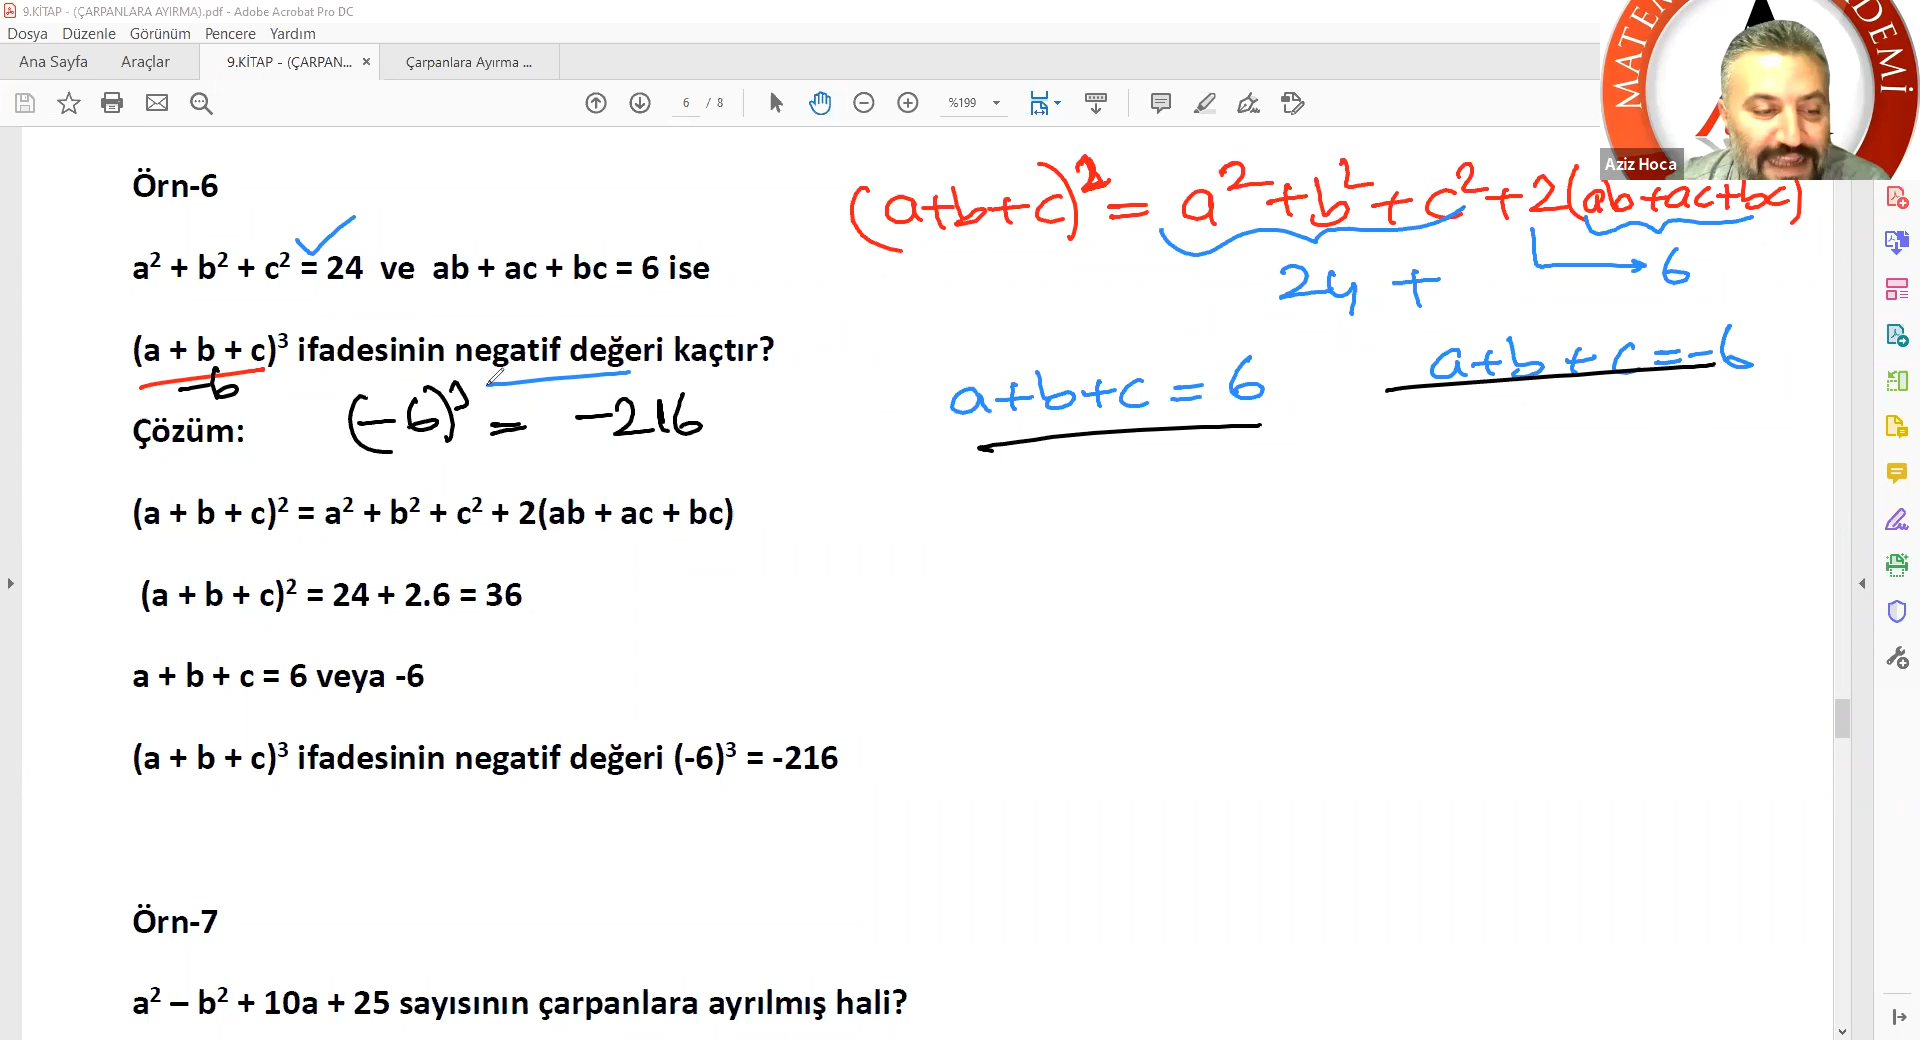 9.KİTAP - (ÇARPANLARA AYIRMA).pdf - Adobe Acrobat Pro DC
Dosya Düzenle Görünüm Pencere Yardım
Ana Sayfa Araçlar 9.KİTAP - (ÇARPAN... × Çarpanlara Ayırma ...
6 / 8 %199
Aziz Hoca
Örn-6
(a+b+c)² = a² + b² + c² + 2(ab+ac+bc)
a² + b² + c² = 24 ve ab + ac + bc = 6 ise
24 + 6
(a + b + c)³ ifadesinin negatif değeri kaçtır?
a+b+c = 6 a+b+c = -6
-6
Çözüm: (-6)³ = -216
(a + b + c)² = a² + b² + c² + 2(ab + ac + bc)
(a + b + c)² = 24 + 2.6 = 36
a + b + c = 6 veya -6
(a + b + c)³ ifadesinin negatif değeri (-6)³ = -216
Örn-7
a² – b² + 10a + 25 sayısının çarpanlara ayrılmış hali?